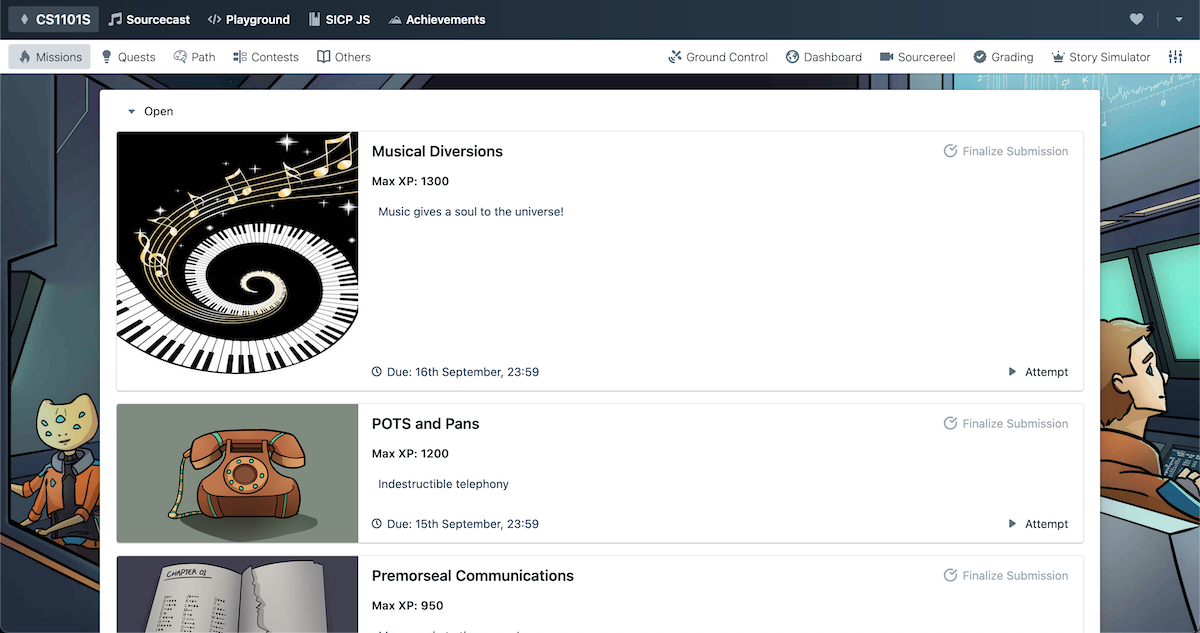 CS1101S Sourcecast Playground SICP JS Achievements
Missions Quests Path Contests Others Ground Control Dashboard Sourcereel Grading Story Simulator
Open
Musical Diversions
Finalize Submission
Max XP: 1300
Music gives a soul to the universe!
Due: 16th September, 23:59
Attempt
POTS and Pans
Finalize Submission
Max XP: 1200
Indestructible telephony
Due: 15th September, 23:59
Attempt
CHAPTER 01
Premorseal Communications
Finalize Submission
Max XP: 950